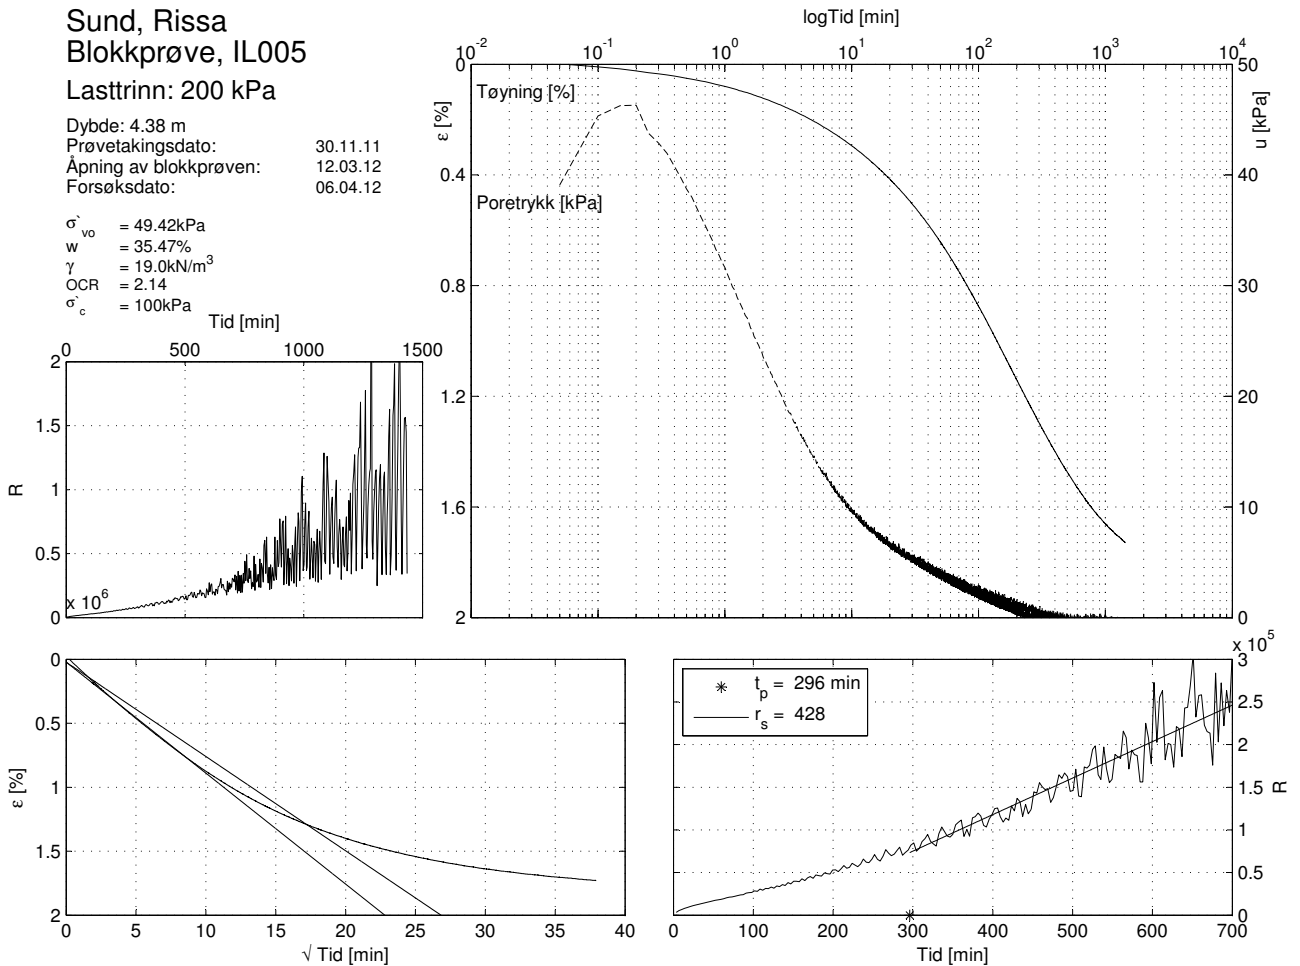 Sund, Rissa
Blokkprøve, IL005
Lasttrinn: 200 kPa
Dybde: 4.38 m
Prøvetakingsdato: 30.11.11
Åpning av blokkprøven: 12.03.12
Forsøksdato: 06.04.12
σ`vo = 49.42kPa
w = 35.47%
γ = 19.0kN/m³
OCR = 2.14
σ`c = 100kPa
logTid [min]
10⁻² 10⁻¹ 10⁰ 10¹ 10² 10³ 10⁴
0 0.4 0.8 1.2 1.6 2
ε [%]
Tøyning [%]
Poretrykk [kPa]
50 40 30 20 10 0
u [kPa]
Tid [min]
0 500 1000 1500
2 1.5 1 0.5 0
R
x 10⁶
0 0.5 1 1.5 2
ε [%]
0 5 10 15 20 25 30 35 40
√ Tid [min]
x 10⁵
tp = 296 min
rs = 428
3 2.5 2 1.5 1 0.5 0
R
0 100 200 300 400 500 600 700
Tid [min]